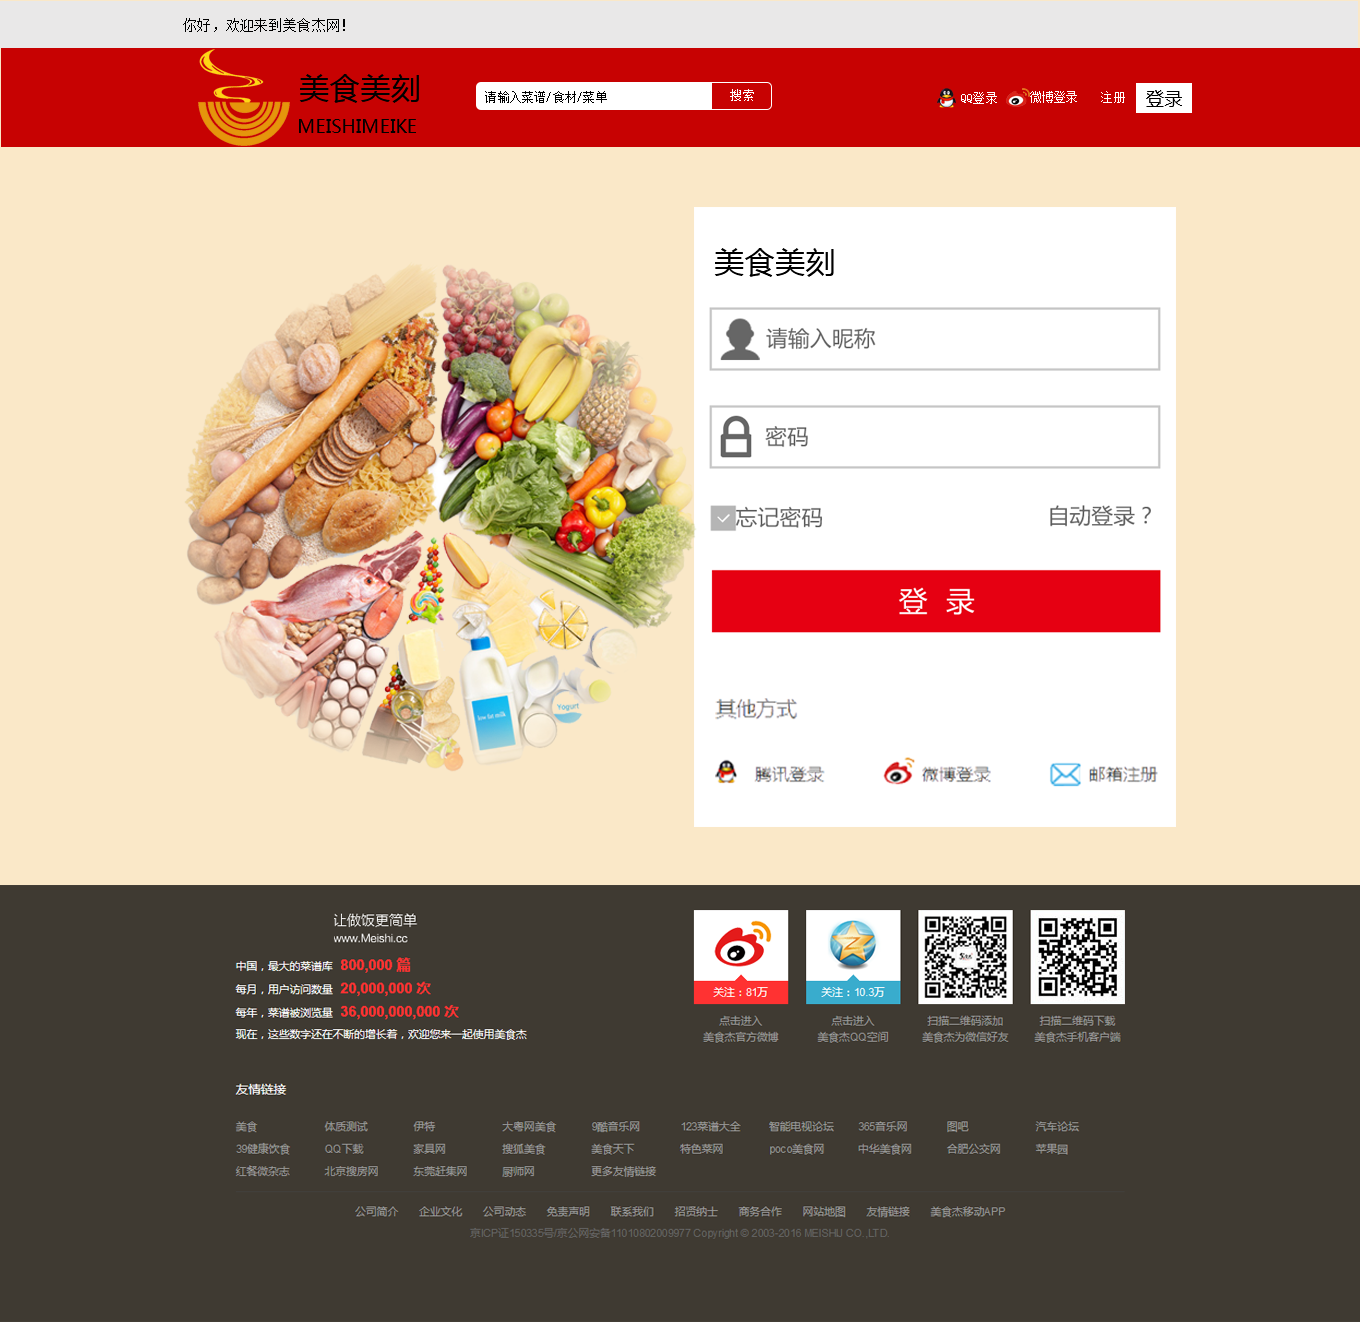 你好，欢迎来到美食杰网！
美食美刻
MEISHIMEIKE
请输入菜谱/食材/菜单
搜索
QQ登录
微博登录
注册
登录
美食美刻
请输入昵称
密码
忘记密码
自动登录？
登 录
其他方式
腾讯登录
微博登录
邮箱注册
low fat milk
Yogurt
让做饭更简单
www.Meishi.cc
中国，最大的菜谱库 800,000 篇
每月，用户访问数量 20,000,000 次
每年，菜谱被浏览量 36,000,000,000 次
现在，这些数字还在不断的增长着，欢迎您来一起使用美食杰
关注：81万
关注：10.3万
点击进入
美食杰官方微博
点击进入
美食杰QQ空间
扫描二维码添加
美食杰为微信好友
扫描二维码下载
美食杰手机客户端
友情链接
美食 体质测试 伊特 大粤网美食 9酷音乐网 123菜谱大全 智能电视论坛 365音乐网 图吧 汽车论坛
39健康饮食 QQ下载 家具网 搜狐美食 美食天下 特色菜网 poco美食网 中华美食网 合肥公交网 苹果园
红餐微杂志 北京搜房网 东莞赶集网 厨师网 更多友情链接
公司简介 企业文化 公司动态 免责声明 联系我们 招贤纳士 商务合作 网站地图 友情链接 美食杰移动APP
京ICP证150335号/京公网安备11010802009977 Copyright © 2003-2016 MEISHIJ CO.,LTD.